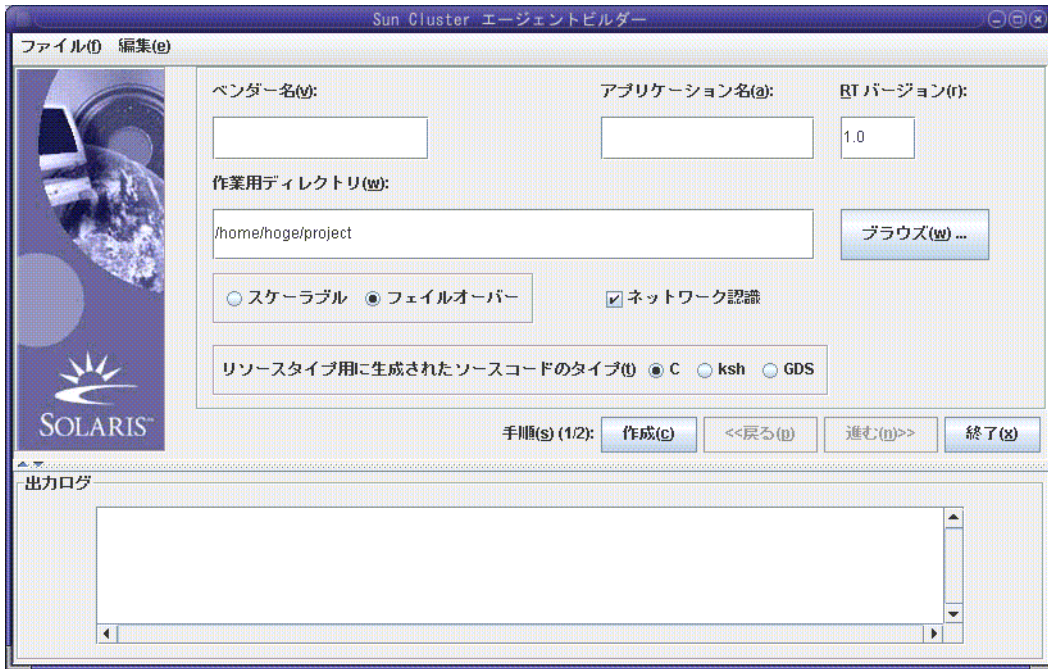 Sun Cluster エージェントビルダー
ファイル(f) 編集(e)
ベンダー名(v): アプリケーション名(a): RT バージョン(r):
1.0
作業用ディレクトリ(w):
/home/hoge/project ブラウズ(w) ...
スケーラブル フェイルオーバー ネットワーク認識
リソースタイプ用に生成されたソースコードのタイプ(t) C ksh GDS
SOLARIS™
手順(s) (1/2): 作成(c) <<戻る(p) 進む(n)>> 終了(x)
出力ログ